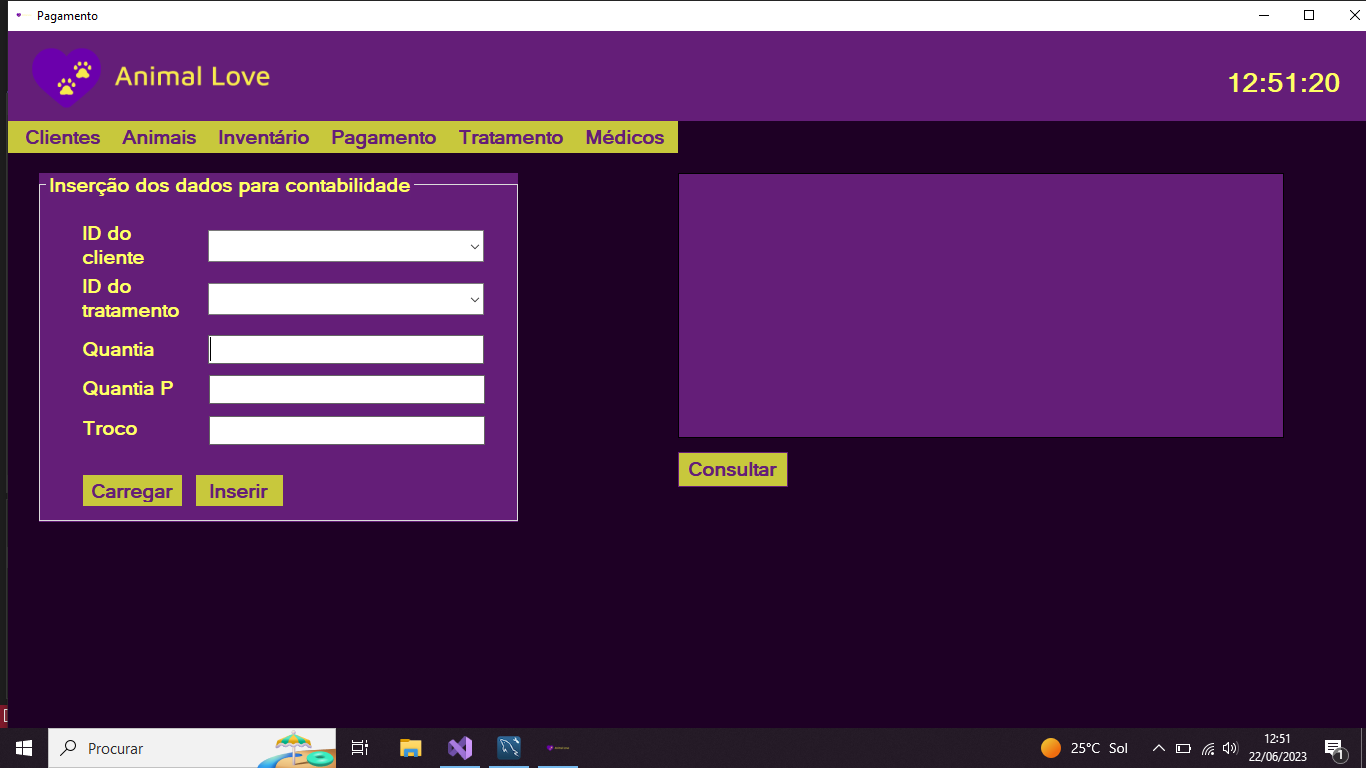 Pagamento
Animal Love
12:51:20
Clientes Animais Inventário Pagamento Tratamento Médicos
Inserção dos dados para contabilidade
ID do
cliente
ID do
tratamento
Quantia
Quantia P
Troco
Carregar Inserir
Consultar
Procurar
25°C Sol
12:51
22/06/2023
1